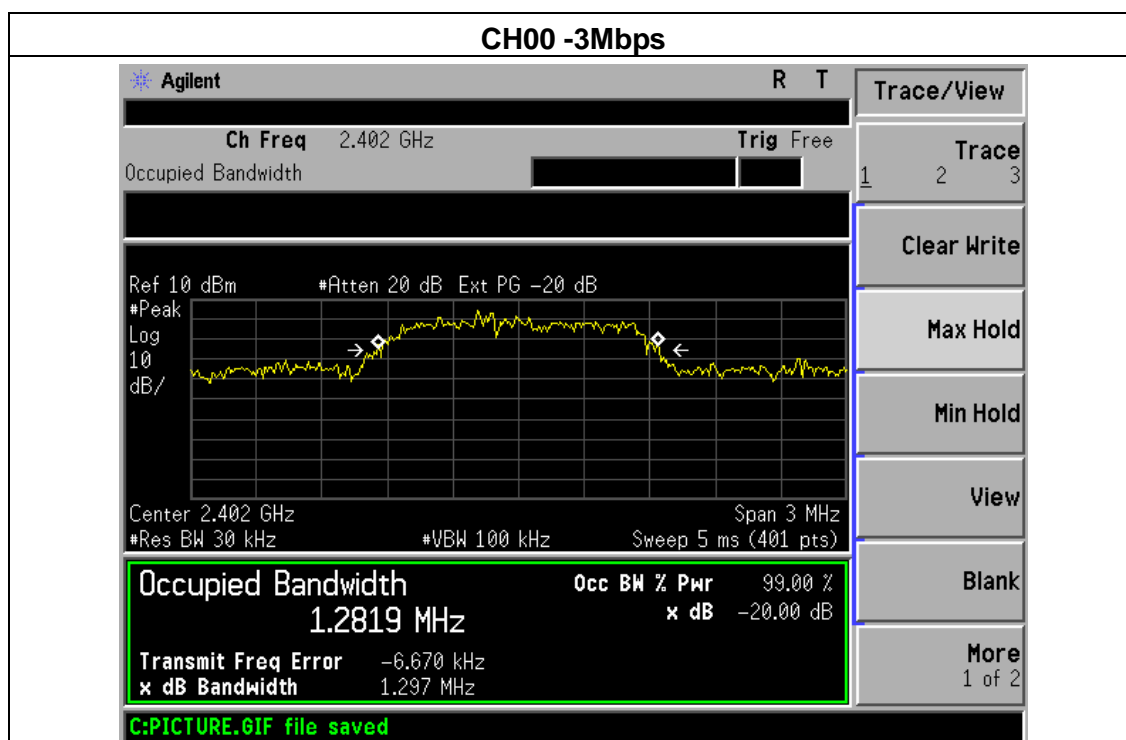 CH00 -3Mbps
Agilent R T
Trace/View
Ch Freq 2.402 GHz Trig Free
Occupied Bandwidth
Trace
1 2 3
Clear Write
Ref 10 dBm #Atten 20 dB Ext PG -20 dB
#Peak
Log
10
dB/
Max Hold
Min Hold
View
Center 2.402 GHz Span 3 MHz
#Res BW 30 kHz #VBW 100 kHz Sweep 5 ms (401 pts)
Occupied Bandwidth Occ BW % Pwr 99.00 %
1.2819 MHz x dB -20.00 dB
Blank
Transmit Freq Error -6.670 kHz
x dB Bandwidth 1.297 MHz
More
1 of 2
C:PICTURE.GIF file saved